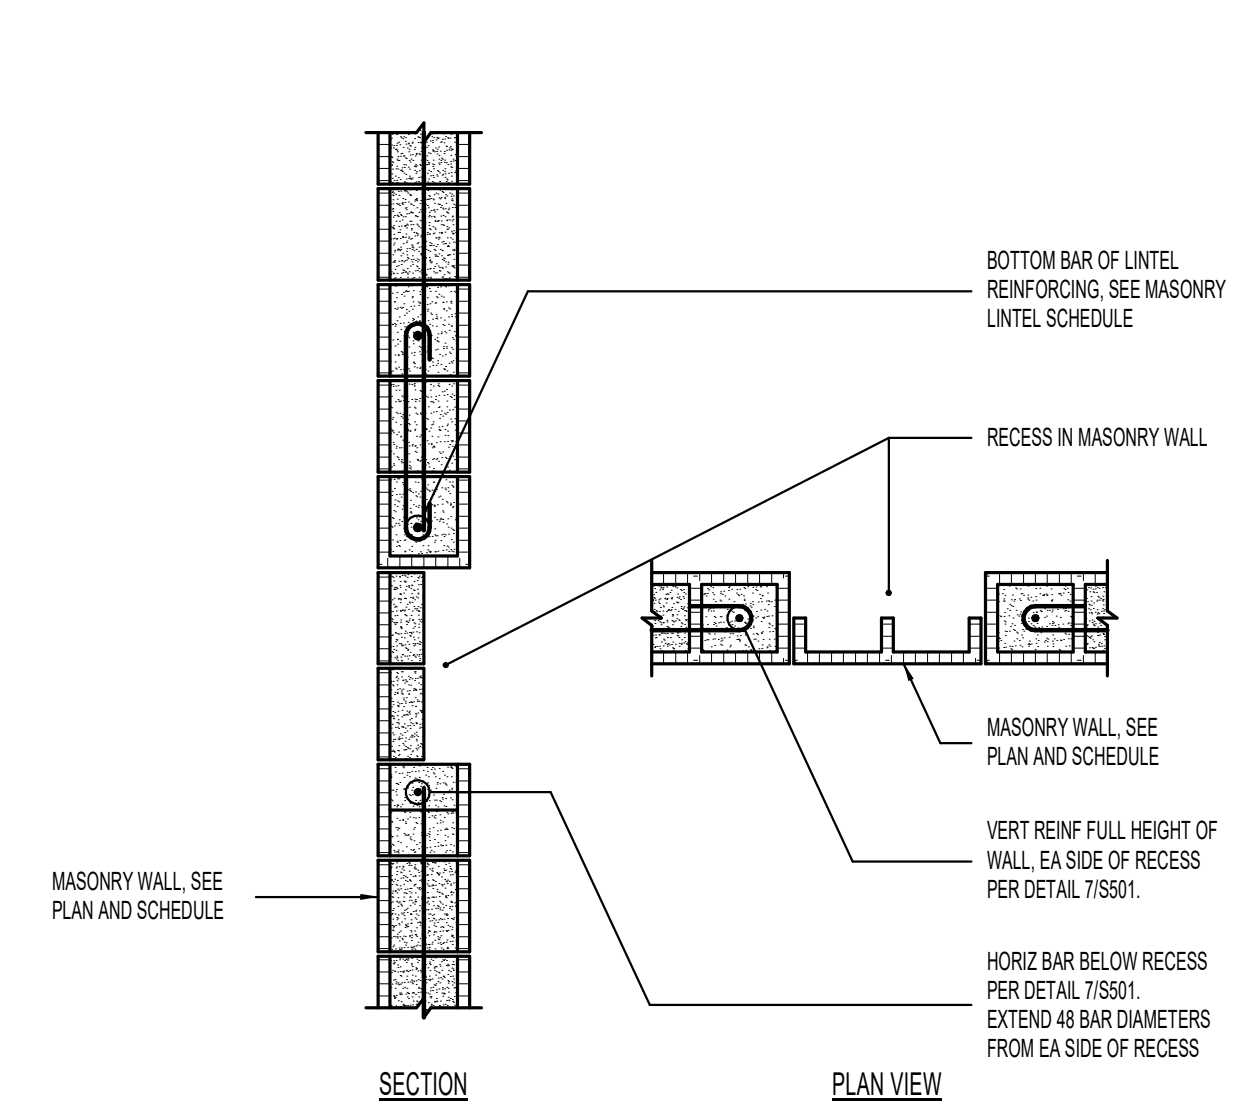 BOTTOM BAR OF LINTEL
REINFORCING, SEE MASONRY
LINTEL SCHEDULE
RECESS IN MASONRY WALL
MASONRY WALL, SEE
PLAN AND SCHEDULE
VERT REINF FULL HEIGHT OF
WALL, EA SIDE OF RECESS
PER DETAIL 7/S501.
MASONRY WALL, SEE
PLAN AND SCHEDULE
HORIZ BAR BELOW RECESS
PER DETAIL 7/S501.
EXTEND 48 BAR DIAMETERS
FROM EA SIDE OF RECESS
SECTION
PLAN VIEW